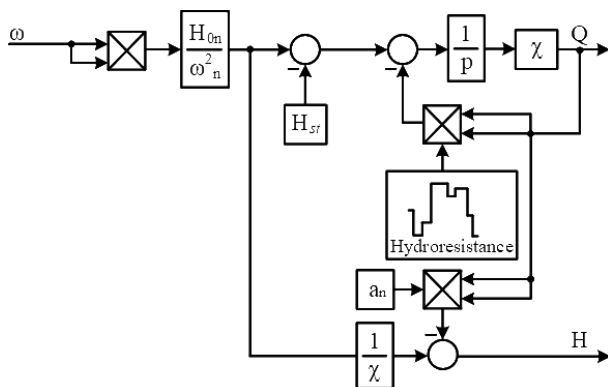 ω
H₀ₙ
ω²ₙ
−
Hₛₜ
−
1
p
χ
Q
Hydroresistance
aₙ
−
1
χ
H